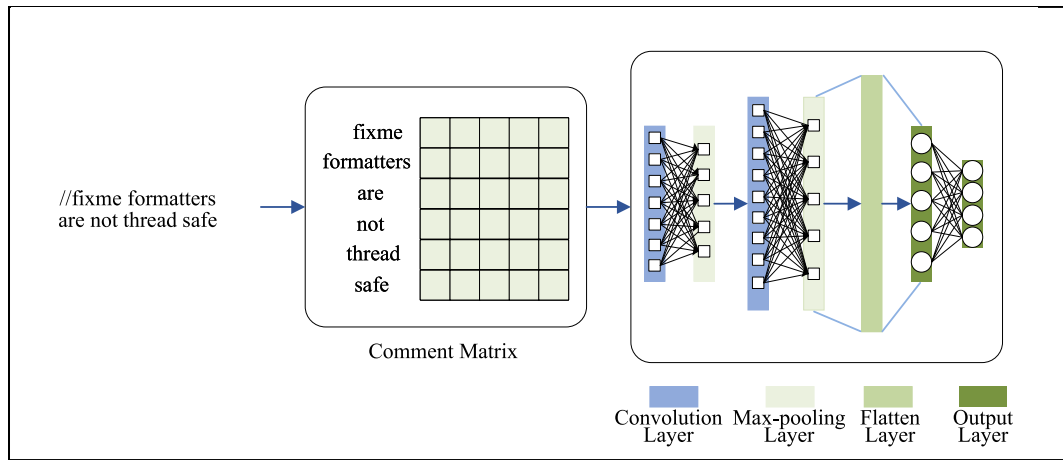 //fixme formatters
are not thread safe
fixme
formatters
are
not
thread
safe
Comment Matrix
Convolution
Layer
Max-pooling
Layer
Flatten
Layer
Output
Layer